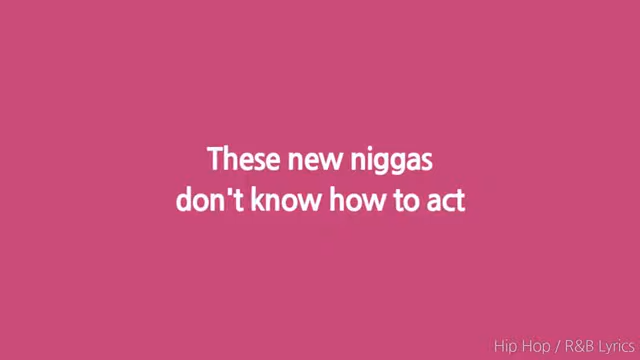 These new niggas
don't know how to act
Hip Hop / R&B Lyrics